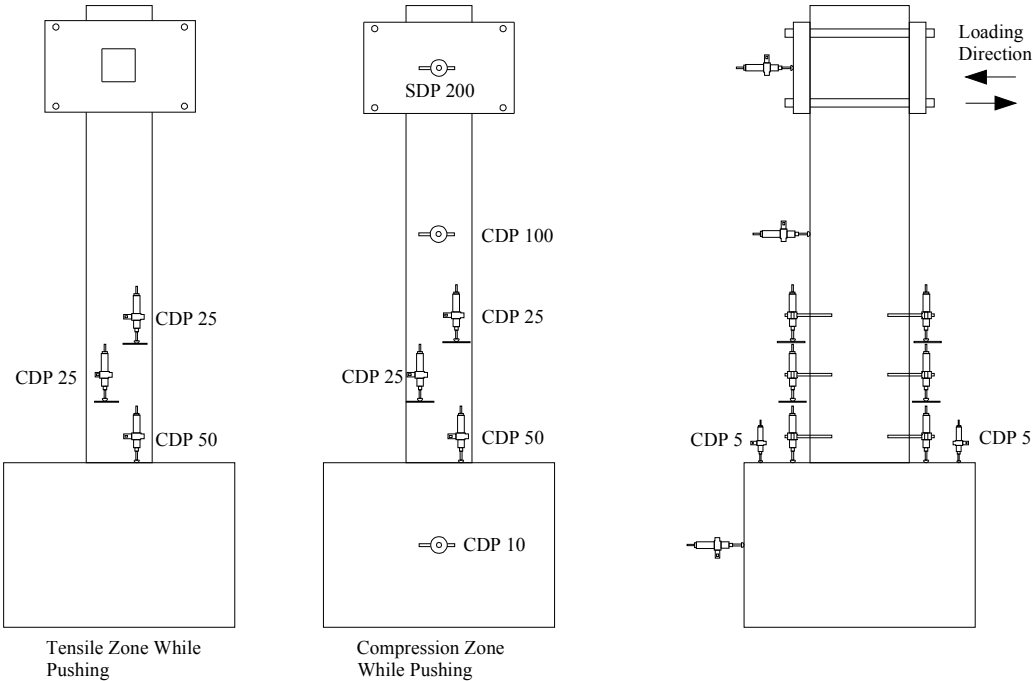 Loading
Direction
SDP 200
CDP 100
CDP 25
CDP 25
CDP 25
CDP 25
CDP 50
CDP 50
CDP 5
CDP 5
CDP 10
Tensile Zone While
Pushing
Compression Zone
While Pushing